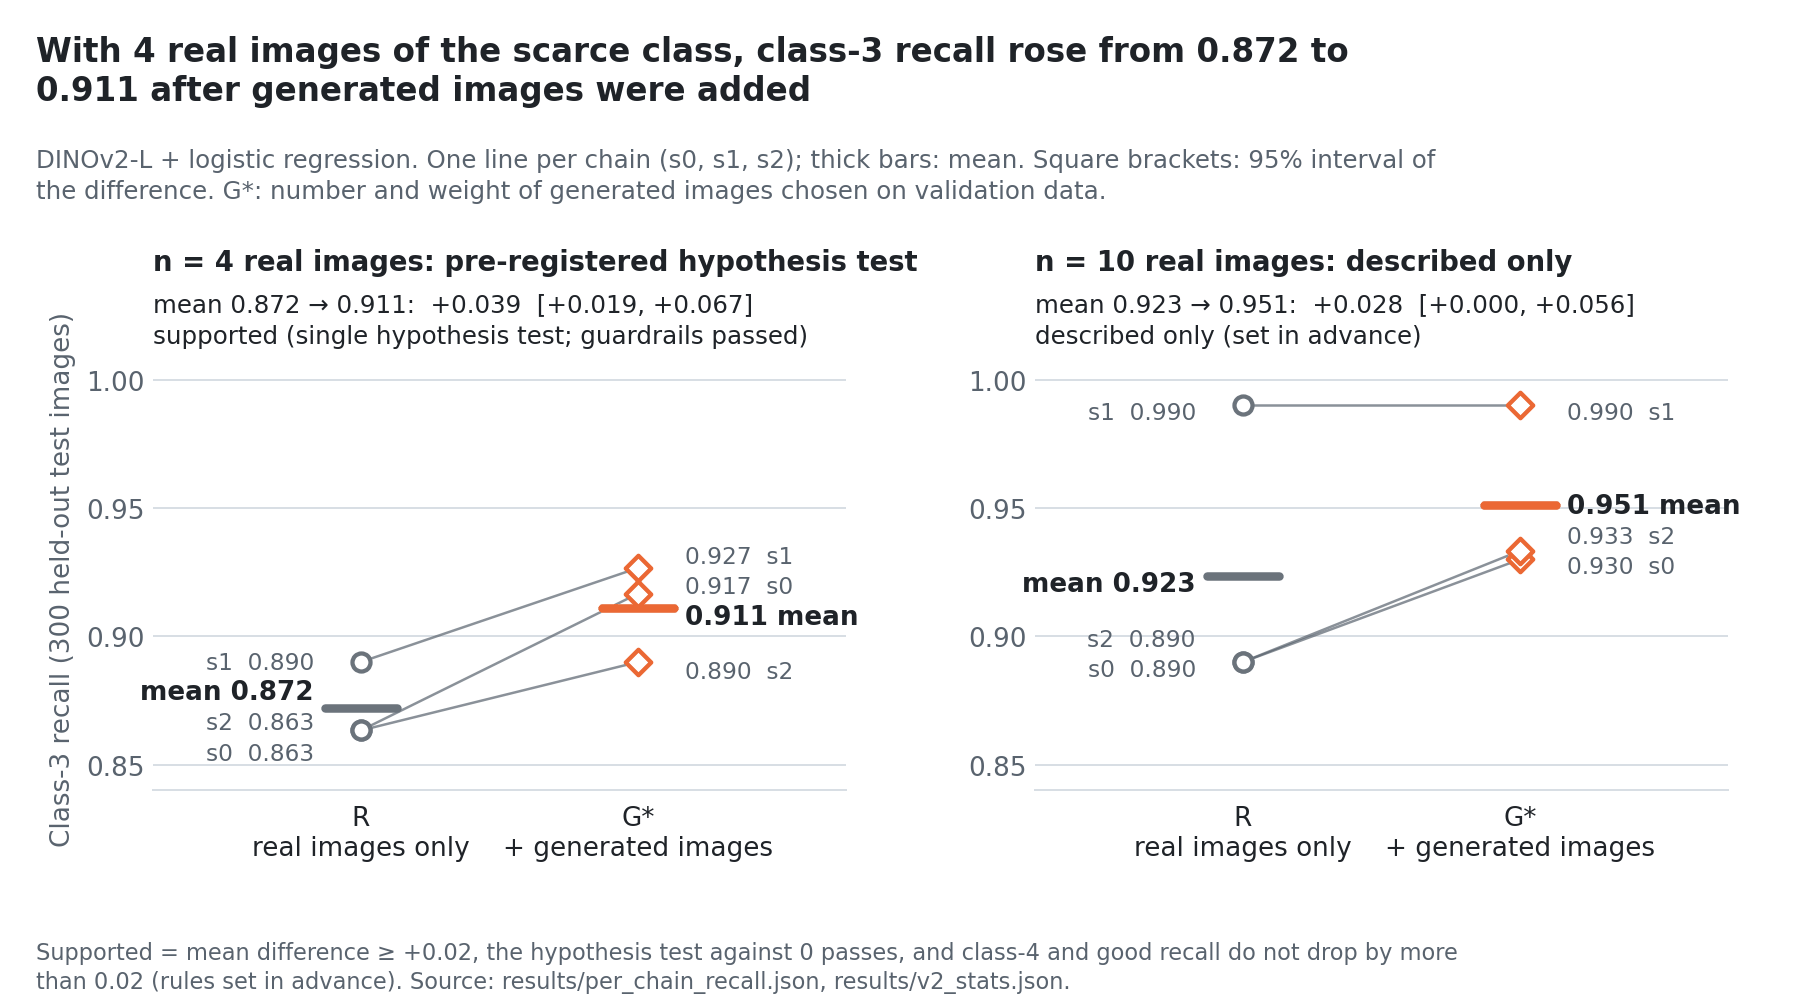 With 4 real images of the scarce class, class-3 recall rose from 0.872 to
0.911 after generated images were added
DINOv2-L + logistic regression. One line per chain (s0, s1, s2); thick bars: mean. Square brackets: 95% interval of
the difference. G*: number and weight of generated images chosen on validation data.
n = 4 real images: pre-registered hypothesis test
mean 0.872 → 0.911:  +0.039  [+0.019, +0.067]
supported (single hypothesis test; guardrails passed)
Class-3 recall (300 held-out test images)
1.00
0.95
0.90
0.85
s1  0.890
mean 0.872
s2  0.863
s0  0.863
0.927  s1
0.917  s0
0.911 mean
0.890  s2
R
real images only
G*
+ generated images
n = 10 real images: described only
mean 0.923 → 0.951:  +0.028  [+0.000, +0.056]
described only (set in advance)
1.00
0.95
0.90
0.85
s1  0.990
mean 0.923
s2  0.890
s0  0.890
0.990  s1
0.951 mean
0.933  s2
0.930  s0
R
real images only
G*
+ generated images
Supported = mean difference ≥ +0.02, the hypothesis test against 0 passes, and class-4 and good recall do not drop by more
than 0.02 (rules set in advance). Source: results/per_chain_recall.json, results/v2_stats.json.